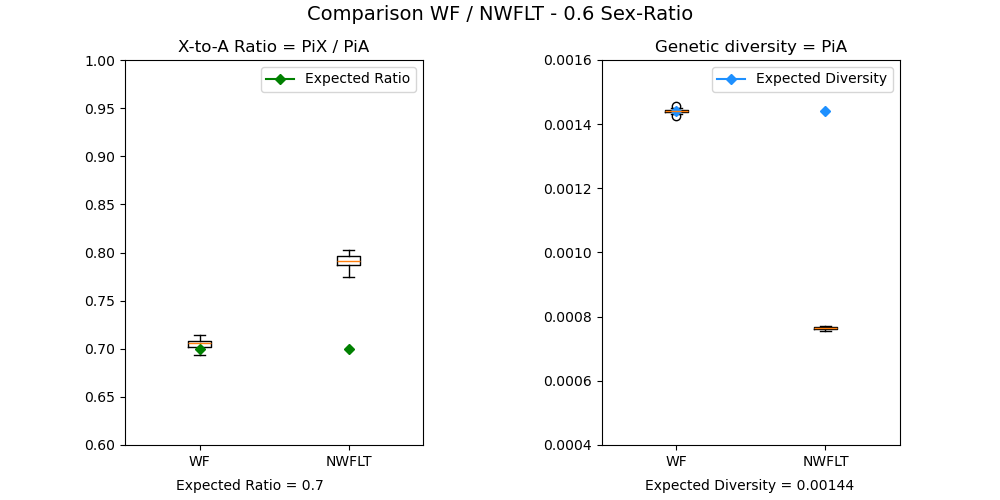 Comparison WF / NWFLT - 0.6 Sex-Ratio
X-to-A Ratio = PiX / PiA
Expected Ratio
1.00
0.95
0.90
0.85
0.80
0.75
0.70
0.65
0.60
WF
NWFLT
Expected Ratio = 0.7
Genetic diversity = PiA
Expected Diversity
0.0016
0.0014
0.0012
0.0010
0.0008
0.0006
0.0004
WF
NWFLT
Expected Diversity = 0.00144